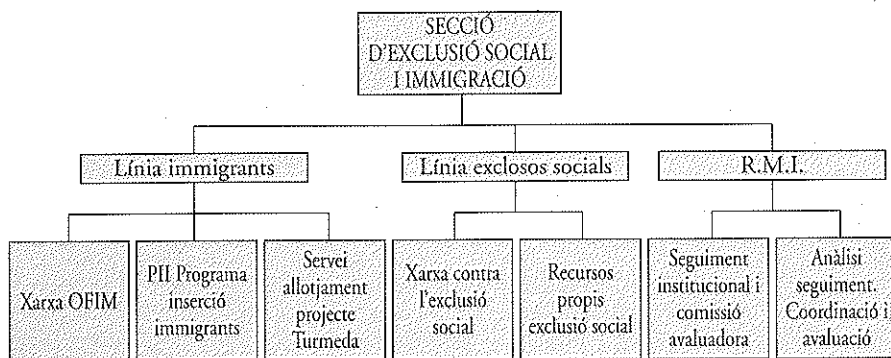 SECCIÓ
D'EXCLUSIÓ SOCIAL
I IMMIGRACIÓ
Línia immigrants
Línia exclosos socials
R.M.I.
Xarxa OFIM
PII Programa
inserció
immigrants
Servei
allotjament
projecte
Turmeda
Xarxa contra
l'exclusió
social
Recursos
propis
exclusió social
Seguiment
institucional i
comissió
avaluadora
Anàlisi
seguiment.
Coordinació i
avaluació